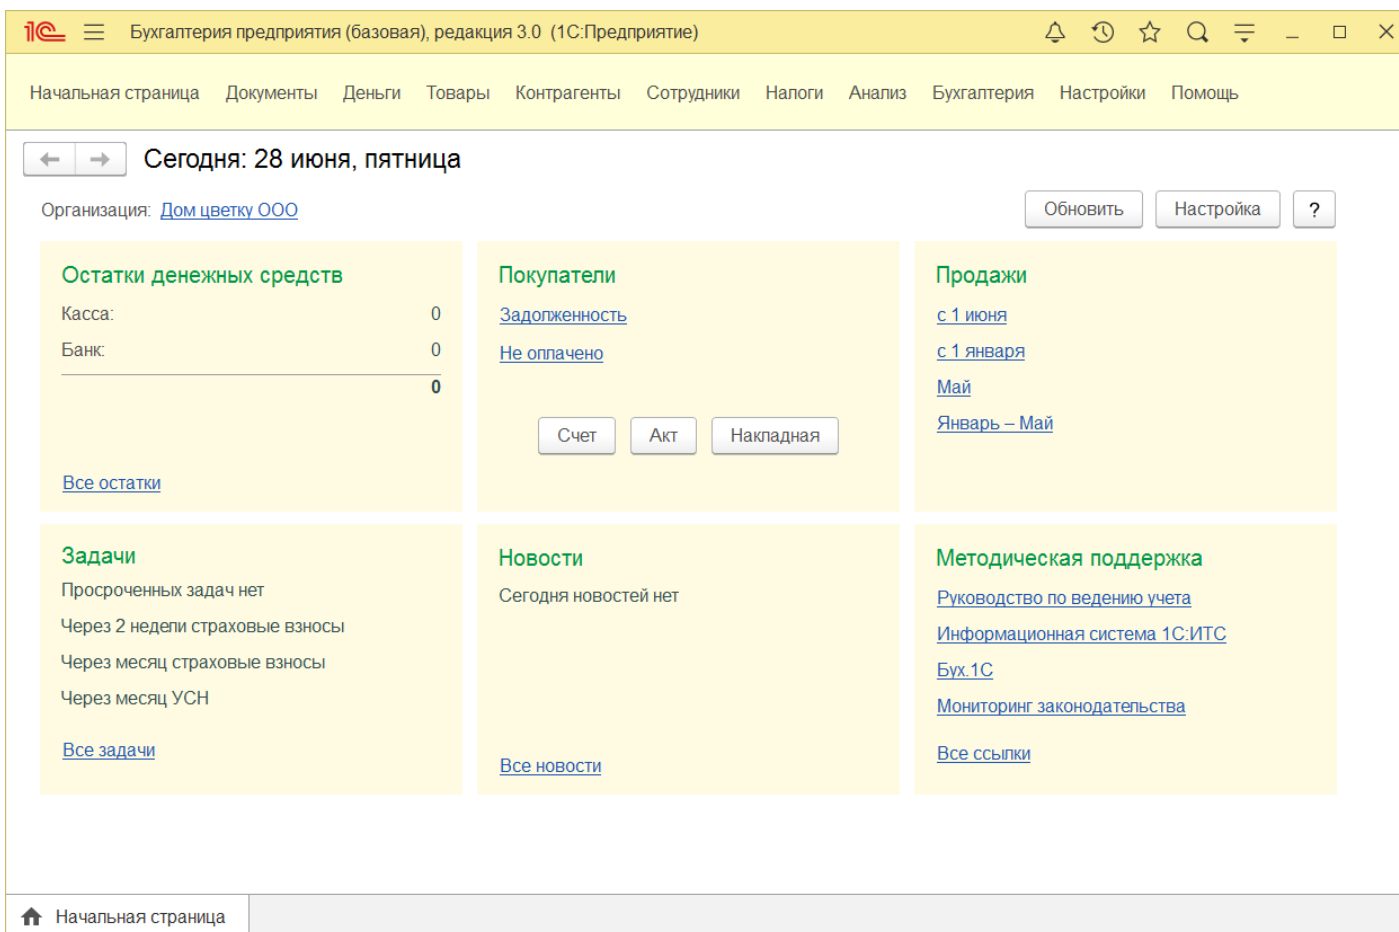 1С Бухгалтерия предприятия (базовая), редакция 3.0 (1С:Предприятие)
Начальная страница Документы Деньги Товары Контрагенты Сотрудники Налоги Анализ Бухгалтерия Настройки Помощь
Сегодня: 28 июня, пятница
Организация: Дом цветку ООО
Обновить Настройка ?
Остатки денежных средств
Касса: 0
Банк: 0
0
Все остатки
Покупатели
Задолженность
Не оплачено
Счет Акт Накладная
Продажи
с 1 июня
с 1 января
Май
Январь – Май
Задачи
Просроченных задач нет
Через 2 недели страховые взносы
Через месяц страховые взносы
Через месяц УСН
Все задачи
Новости
Сегодня новостей нет
Все новости
Методическая поддержка
Руководство по ведению учета
Информационная система 1С:ИТС
Бух.1С
Мониторинг законодательства
Все ссылки
Начальная страница